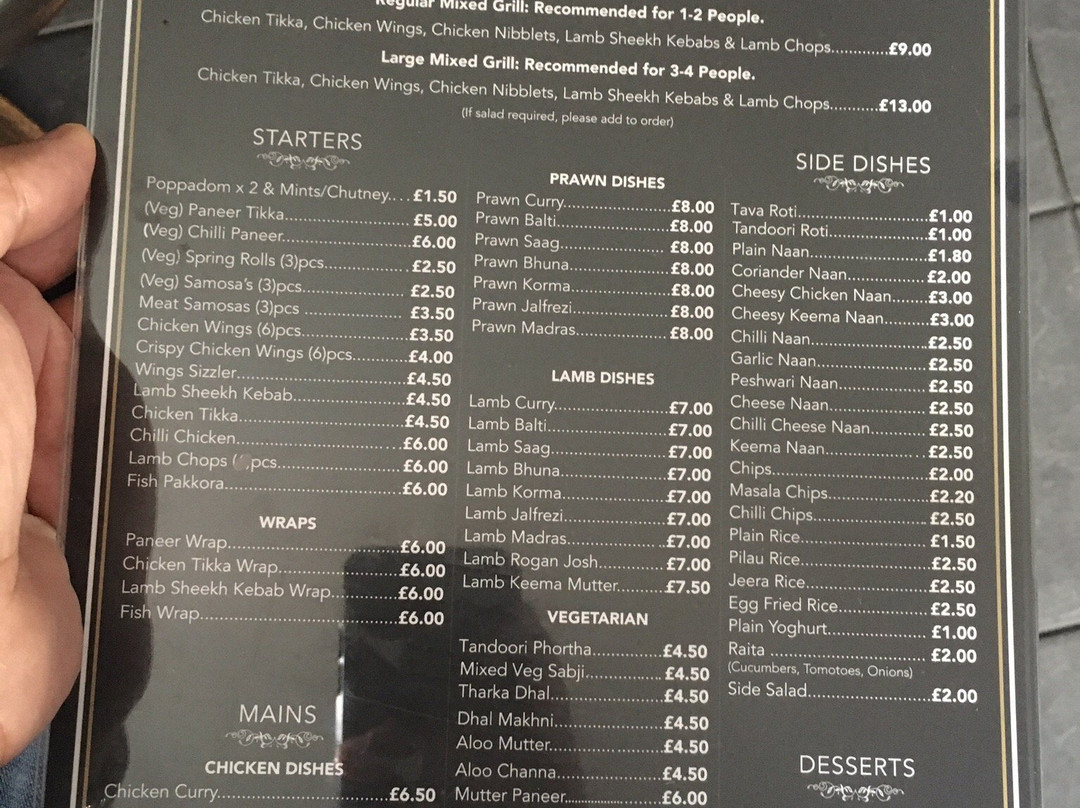 Regular Mixed Grill: Recommended for 1-2 People.
Chicken Tikka, Chicken Wings, Chicken Nibblets, Lamb Sheekh Kebabs & Lamb Chops............£9.00
Large Mixed Grill: Recommended for 3-4 People.
Chicken Tikka, Chicken Wings, Chicken Nibblets, Lamb Sheekh Kebabs & Lamb Chops..........£13.00
(If salad required, please add to order)
STARTERS
Poppadom x 2 & Mints/Chutney....£1.50
(Veg) Paneer Tikka..........................£5.00
(Veg) Chilli Paneer..........................£6.00
(Veg) Spring Rolls (3)pcs..................£2.50
(Veg) Samosa's (3)pcs.....................£2.50
Meat Samosas (3)pcs .....................£3.50
Chicken Wings (6)pcs......................£3.50
Crispy Chicken Wings (6)pcs...........£4.00
Wings Sizzler...................................£4.50
Lamb Sheekh Kebab........................£4.50
Chicken Tikka..................................£4.50
Chilli Chicken..................................£6.00
Lamb Chops ( )pcs..........................£6.00
Fish Pakkora....................................£6.00
WRAPS
Paneer Wrap...................................£6.00
Chicken Tikka Wrap.........................£6.00
Lamb Sheekh Kebab Wrap..............£6.00
Fish Wrap........................................£6.00
MAINS
CHICKEN DISHES
Chicken Curry..................................£6.50
PRAWN DISHES
Prawn Curry......................£8.00
Prawn Balti.......................£8.00
Prawn Saag.......................£8.00
Prawn Bhuna.....................£8.00
Prawn Korma.....................£8.00
Prawn Jalfrezi....................£8.00
Prawn Madras....................£8.00
LAMB DISHES
Lamb Curry.......................£7.00
Lamb Balti........................£7.00
Lamb Saag........................£7.00
Lamb Bhuna......................£7.00
Lamb Korma......................£7.00
Lamb Jalfrezi.....................£7.00
Lamb Madras.....................£7.00
Lamb Rogan Josh...............£7.00
Lamb Keema Mutter...........£7.50
VEGETARIAN
Tandoori Phortha................£4.50
Mixed Veg Sabji..................£4.50
Tharka Dhal........................£4.50
Dhal Makhni.......................£4.50
Aloo Mutter........................£4.50
Aloo Channa.......................£4.50
Mutter Paneer.....................£6.00
SIDE DISHES
Tava Roti...........................£1.00
Tandoori Roti....................£1.00
Plain Naan........................£1.80
Coriander Naan.................£2.00
Cheesy Chicken Naan.......£3.00
Cheesy Keema Naan.........£3.00
Chilli Naan........................£2.50
Garlic Naan.......................£2.50
Peshwari Naan..................£2.50
Cheese Naan.....................£2.50
Chilli Cheese Naan............£2.50
Keema Naan.....................£2.50
Chips................................£2.00
Masala Chips....................£2.20
Chilli Chips.......................£2.50
Plain Rice..........................£1.50
Pilau Rice..........................£2.50
Jeera Rice.........................£2.50
Egg Fried Rice...................£2.50
Plain Yoghurt.....................£1.00
Raita .................................£2.00
(Cucumbers, Tomotoes, Onions)
Side Salad.........................£2.00
DESSERTS